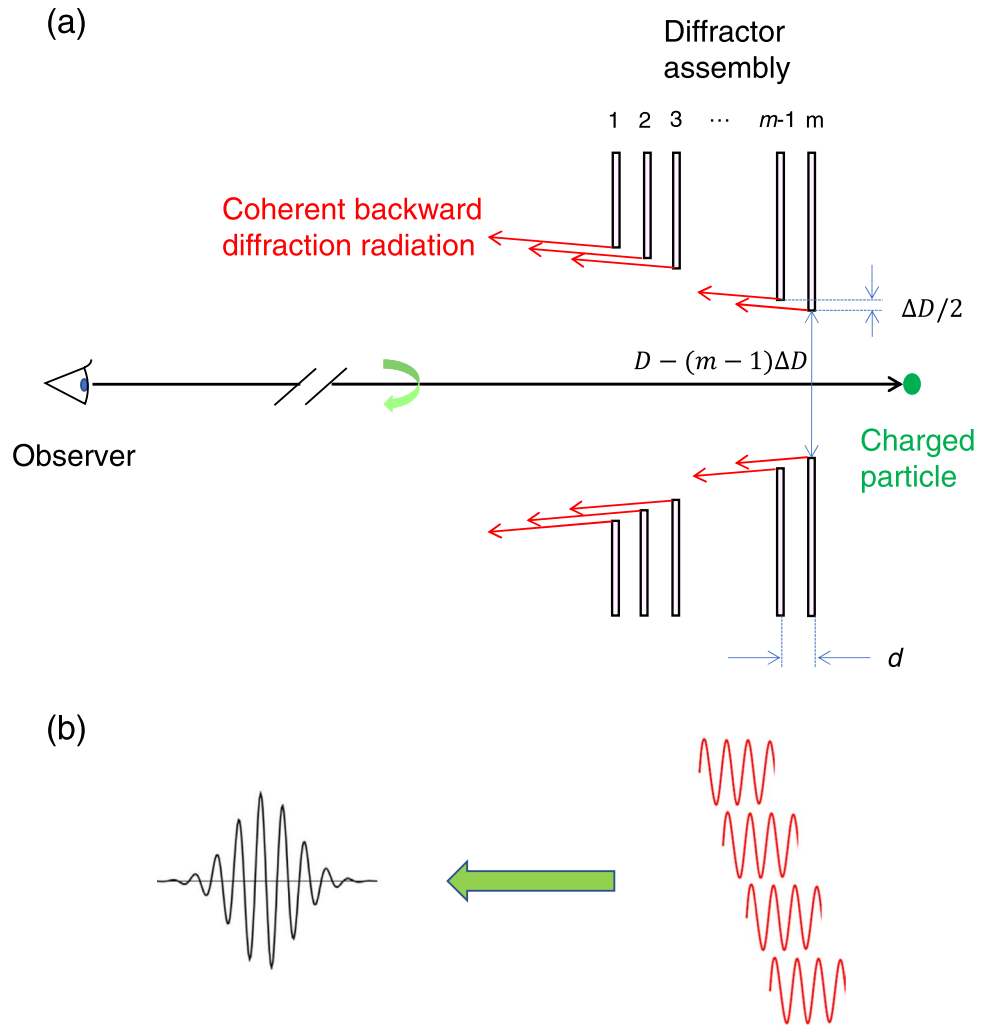 (a)
Diffractor
assembly
1 2 3 ⋯ m-1 m
Coherent backward
diffraction radiation
ΔD/2
D − (m − 1)ΔD
Observer
Charged
particle
d
(b)